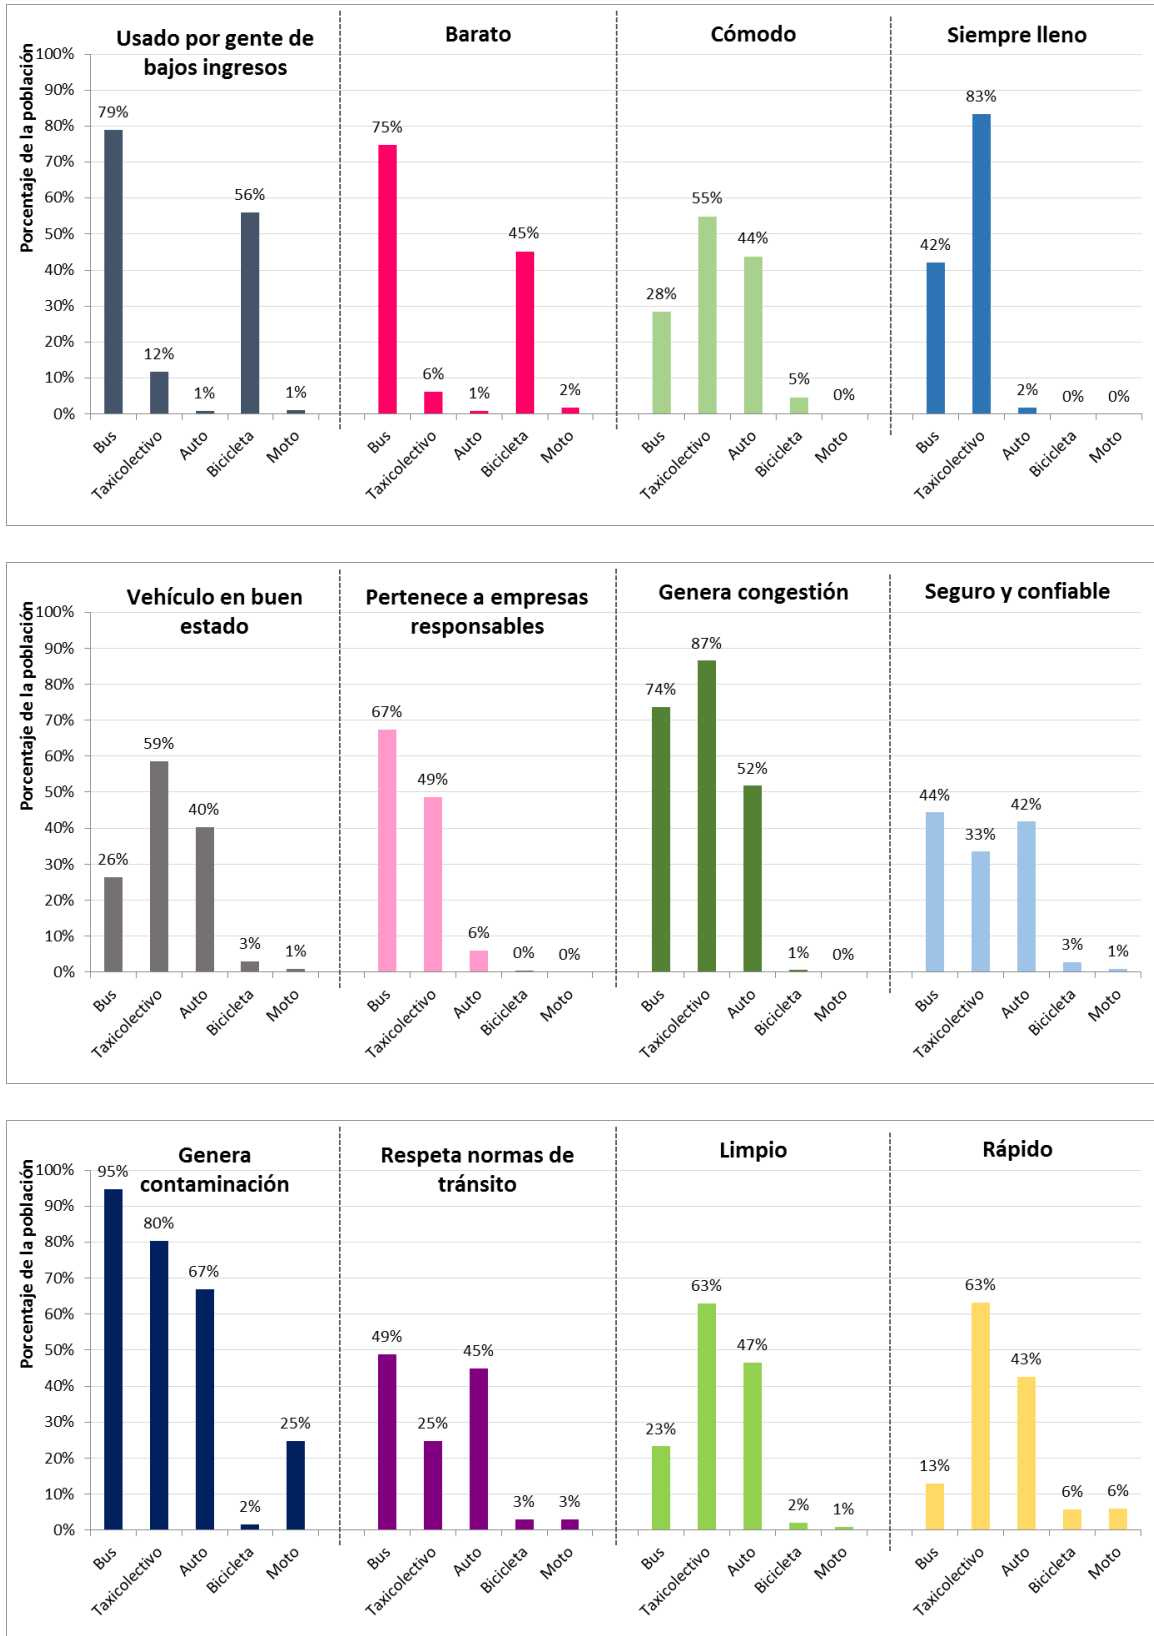 Usado por gente de
bajos ingresos
Barato
Cómodo
Siempre lleno
Porcentaje de la población
100%
90%
80%
70%
60%
50%
40%
30%
20%
10%
0%
79%
12%
1%
56%
1%
75%
6%
1%
45%
2%
28%
55%
44%
5%
0%
42%
83%
2%
0%
0%
Bus
Taxicolectivo
Auto
Bicicleta
Moto
Bus
Taxicolectivo
Auto
Bicicleta
Moto
Bus
Taxicolectivo
Auto
Bicicleta
Moto
Bus
Taxicolectivo
Auto
Bicicleta
Moto
Vehículo en buen
estado
Pertenece a empresas
responsables
Genera congestión
Seguro y confiable
Porcentaje de la población
100%
90%
80%
70%
60%
50%
40%
30%
20%
10%
0%
26%
59%
40%
3%
1%
67%
49%
6%
0%
0%
74%
87%
52%
1%
0%
44%
33%
42%
3%
1%
Bus
Taxicolectivo
Auto
Bicicleta
Moto
Bus
Taxicolectivo
Auto
Bicicleta
Moto
Bus
Taxicolectivo
Auto
Bicicleta
Moto
Bus
Taxicolectivo
Auto
Bicicleta
Moto
Genera
contaminación
Respeta normas de
tránsito
Limpio
Rápido
Porcentaje de la población
100%
90%
80%
70%
60%
50%
40%
30%
20%
10%
0%
95%
80%
67%
2%
25%
49%
25%
45%
3%
3%
23%
63%
47%
2%
1%
13%
63%
43%
6%
6%
Bus
Taxicolectivo
Auto
Bicicleta
Moto
Bus
Taxicolectivo
Auto
Bicicleta
Moto
Bus
Taxicolectivo
Auto
Bicicleta
Moto
Bus
Taxicolectivo
Auto
Bicicleta
Moto